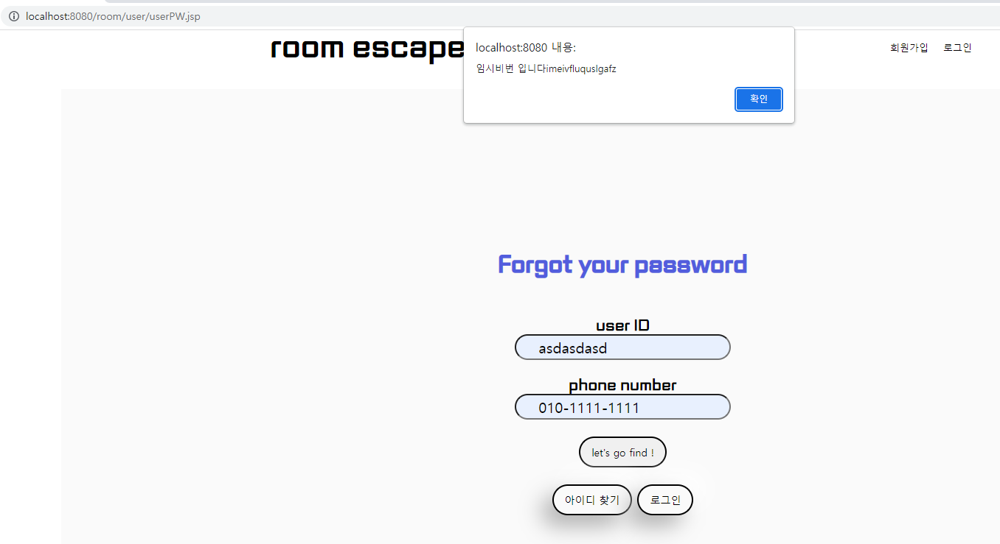 localhost:8080/room/user/userPW.jsp
room escape
회원가입 로그인
localhost:8080 내용:
임시비번 입니다imeivfluquslgafz
확인
Forgot your password
user ID
asdasdasd
phone number
010-1111-1111
let's go find !
아이디 찾기 로그인